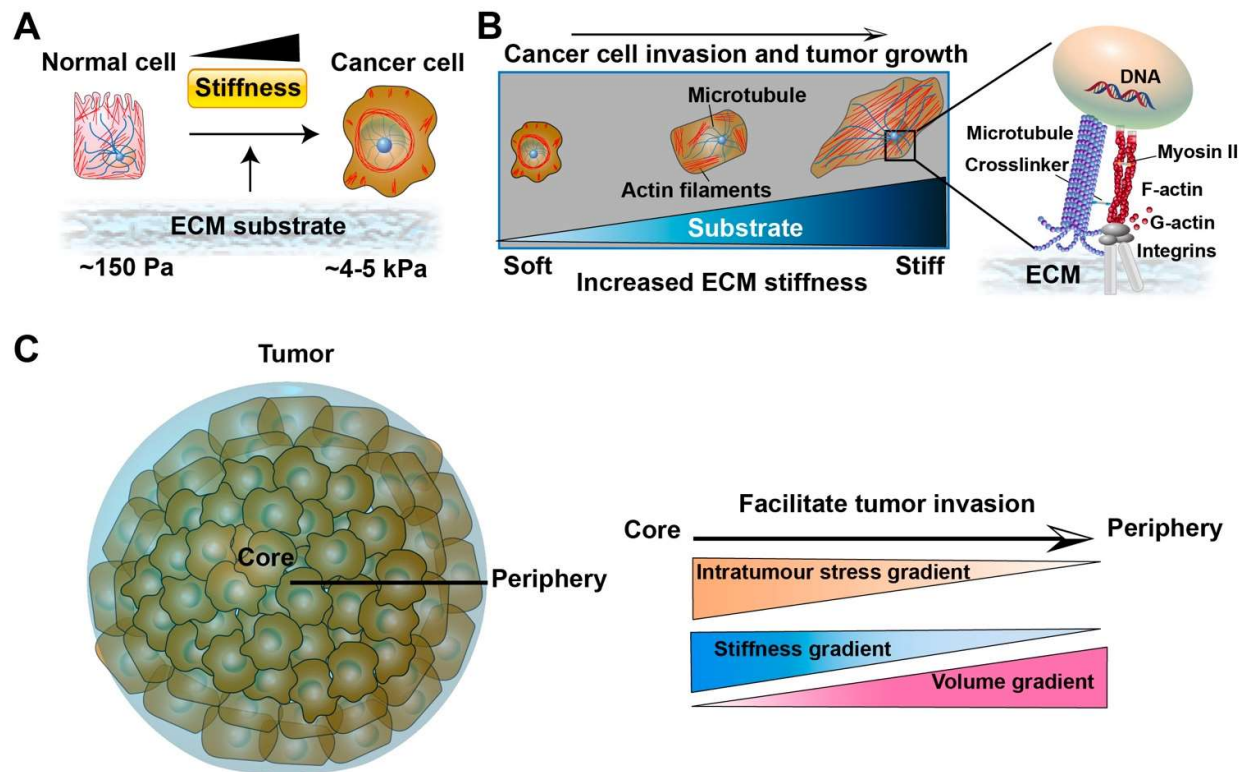 A
Normal cell
Stiffness
Cancer cell
ECM substrate
~150 Pa
~4-5 kPa
B
Cancer cell invasion and tumor growth
Microtubule
Actin filaments
Substrate
Soft
Stiff
Increased ECM stiffness
DNA
Microtubule
Crosslinker
Myosin II
F-actin
G-actin
Integrins
ECM
C
Tumor
Core
Periphery
Facilitate tumor invasion
Core
Periphery
Intratumour stress gradient
Stiffness gradient
Volume gradient